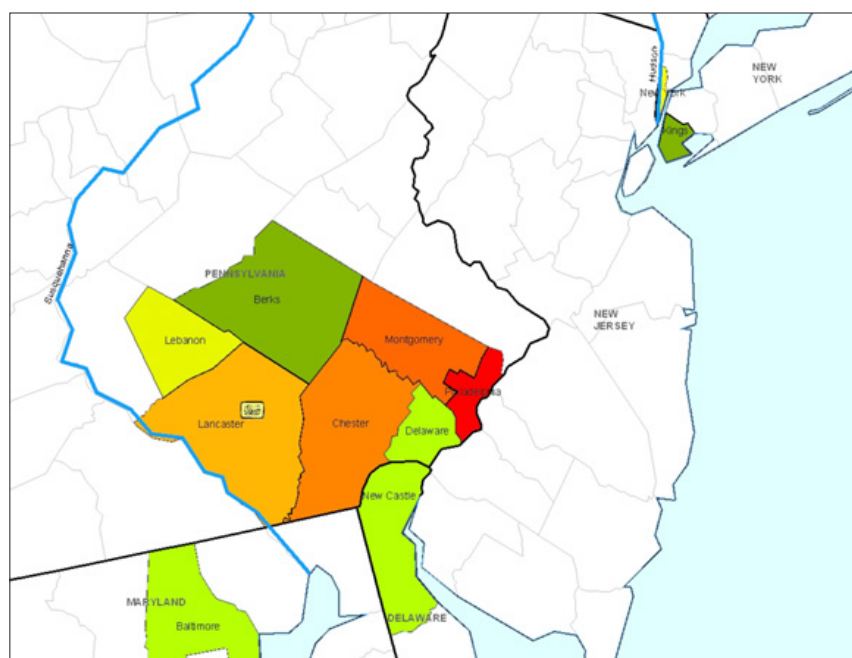 NEW
YORK
Hudson
New York
Kings
Susquehanna
PENNSYLVANIA
Berks
NEW
JERSEY
Lebanon
Montgomery
Philadelphia
Lancaster
Chester
Delaware
New Castle
MARYLAND
DELAWARE
Baltimore